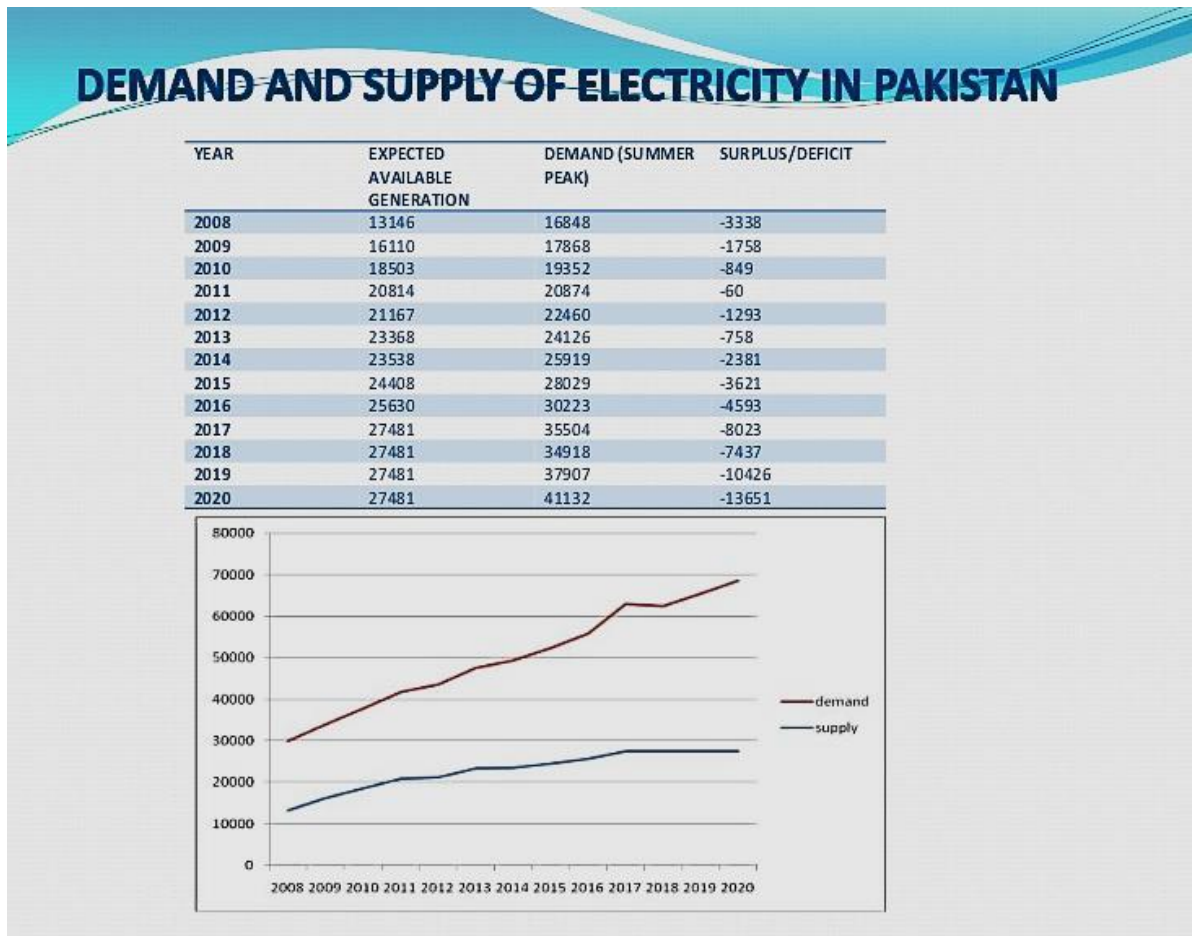 DEMAND AND SUPPLY OF ELECTRICITY IN PAKISTAN
YEAR EXPECTED AVAILABLE GENERATION DEMAND (SUMMER PEAK) SURPLUS/DEFICIT
2008 13146 16848 -3338
2009 16110 17868 -1758
2010 18503 19352 -849
2011 20814 20874 -60
2012 21167 22460 -1293
2013 23368 24126 -758
2014 23538 25919 -2381
2015 24408 28029 -3621
2016 25630 30223 -4593
2017 27481 35504 -8023
2018 27481 34918 -7437
2019 27481 37907 -10426
2020 27481 41132 -13651
80000
70000
60000
50000
40000
30000
20000
10000
0
demand
supply
2008 2009 2010 2011 2012 2013 2014 2015 2016 2017 2018 2019 2020